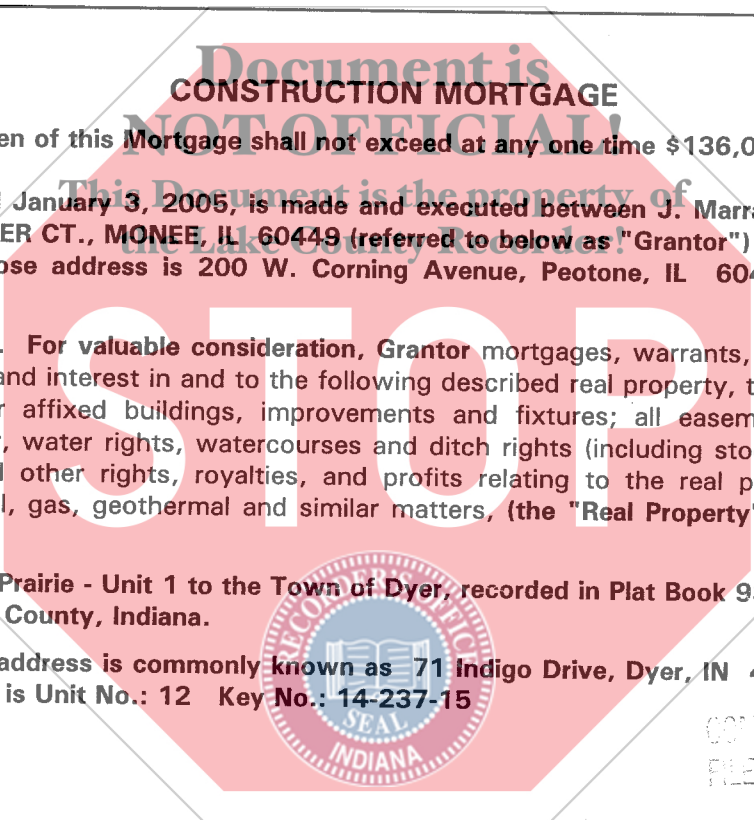 Document is
CONSTRUCTION MORTGAGE
en of this Mortgage shall not exceed at any one time $136,0
NOT OFFICIAL!
This Document is the property of
January 3, 2005, is made and executed between J. Marra
ER CT., MONEE, IL 60449 (referred to below as "Grantor")
the Lake County Recorder!
ose address is 200 W. Corning Avenue, Peotone, IL 604
For valuable consideration, Grantor mortgages, warrants,
and interest in and to the following described real property, t
r affixed buildings, improvements and fixtures; all easem
, water rights, watercourses and ditch rights (including sto
l other rights, royalties, and profits relating to the real p
l, gas, geothermal and similar matters, (the "Real Property"
STOP
Prairie - Unit 1 to the Town of Dyer, recorded in Plat Book 9
County, Indiana.
address is commonly known as 71 Indigo Drive, Dyer, IN 4
is Unit No.: 12 Key No.: 14-237-15
RECORDER'S OFFICE
SEAL
INDIANA
FILE